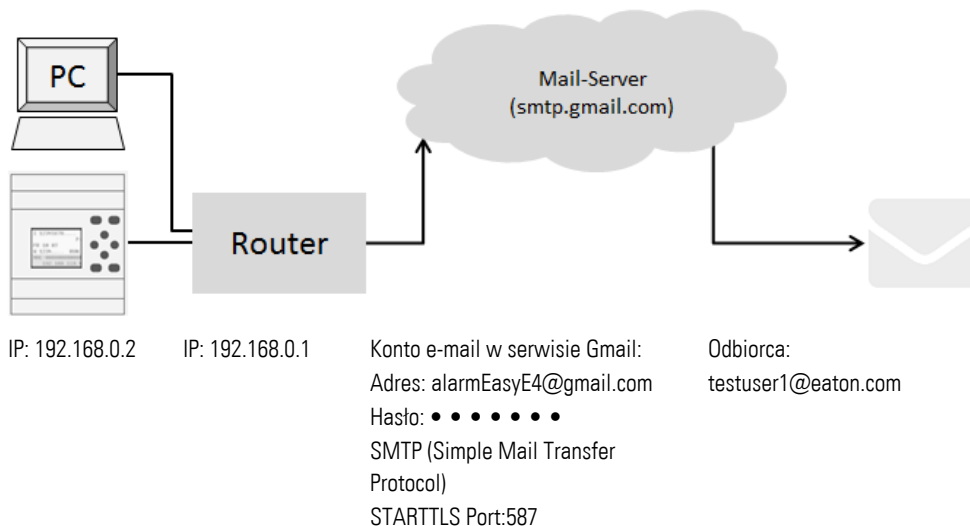 PC
Mail-Server
(smtp.gmail.com)
Router
IP: 192.168.0.2
IP: 192.168.0.1
Konto e-mail w serwisie Gmail:
Adres: alarmEasyE4@gmail.com
Hasło: • • • • • • •
SMTP (Simple Mail Transfer
Protocol)
STARTTLS Port:587
Odbiorca:
testuser1@eaton.com